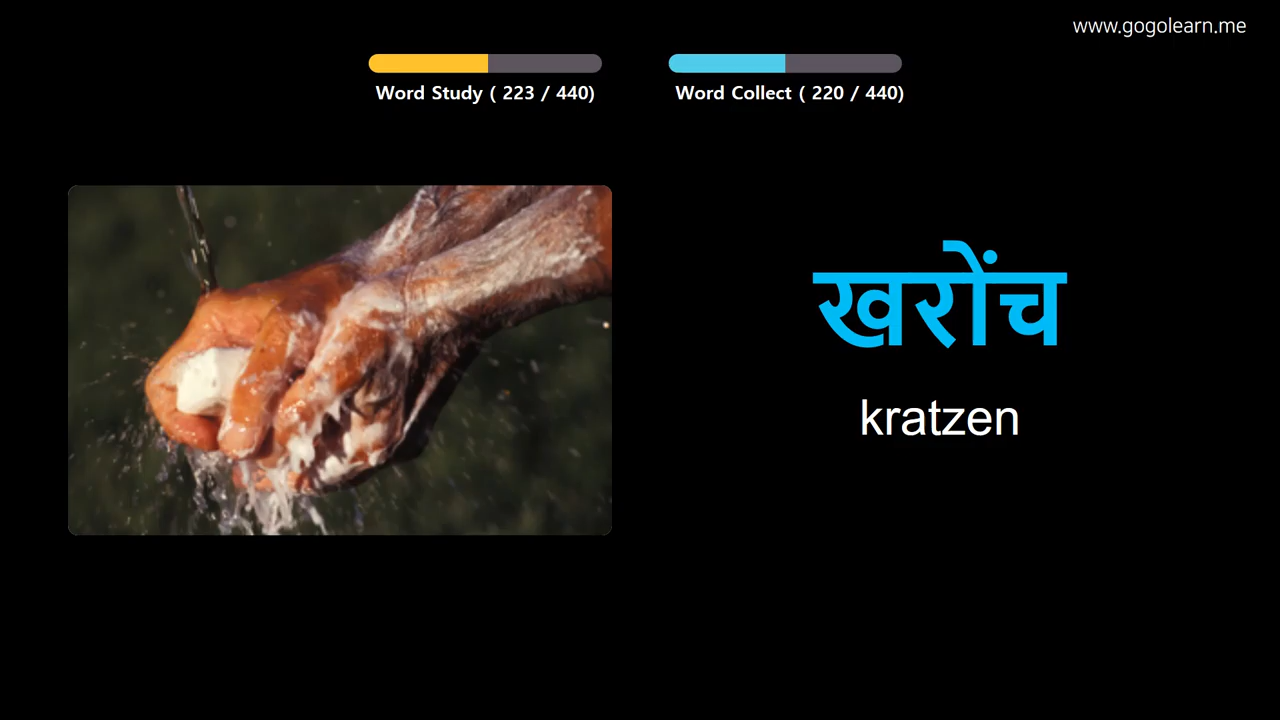 www.gogolearn.me
Word Study ( 223 / 440)
Word Collect ( 220 / 440)
खरोंच
kratzen